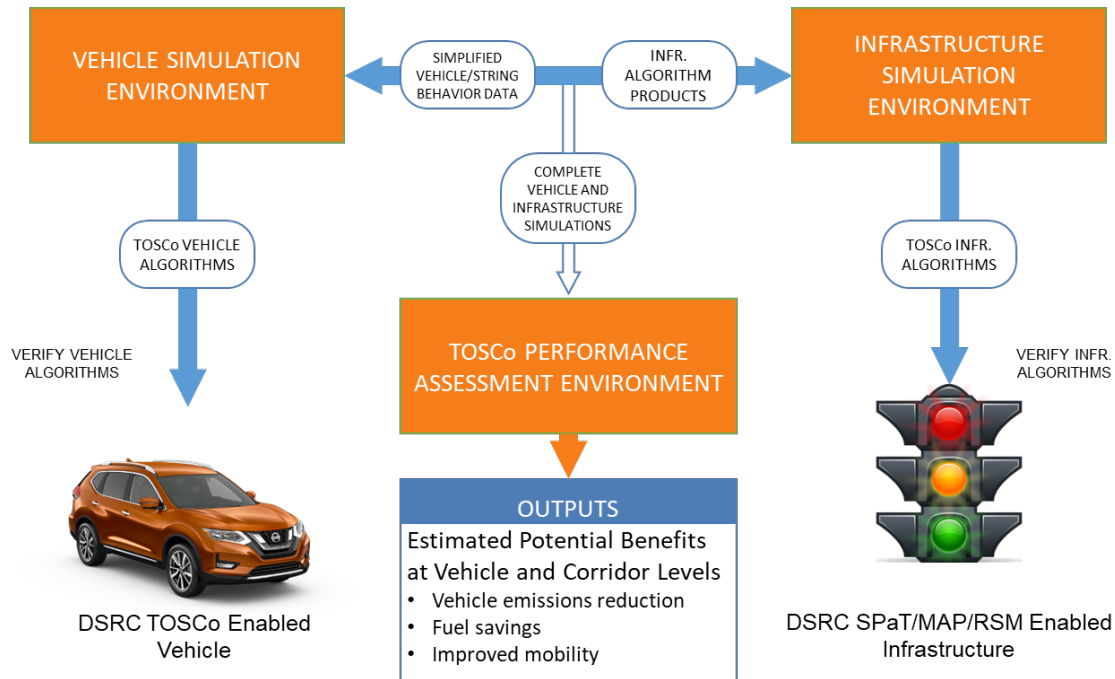 VEHICLE SIMULATION
ENVIRONMENT
SIMPLIFIED
VEHICLE/STRING
BEHAVIOR DATA
INFR.
ALGORITHM
PRODUCTS
INFRASTRUCTURE
SIMULATION
ENVIRONMENT
COMPLETE
VEHICLE AND
INFRASTRUCTURE
SIMULATIONS
TOSCo VEHICLE
ALGORITHMS
TOSCo INFR.
ALGORITHMS
VERIFY VEHICLE
ALGORITHMS
TOSCo PERFORMANCE
ASSESSMENT ENVIRONMENT
VERIFY INFR.
ALGORITHMS
OUTPUTS
Estimated Potential Benefits
at Vehicle and Corridor Levels
• Vehicle emissions reduction
• Fuel savings
• Improved mobility
DSRC TOSCo Enabled
Vehicle
DSRC SPaT/MAP/RSM Enabled
Infrastructure